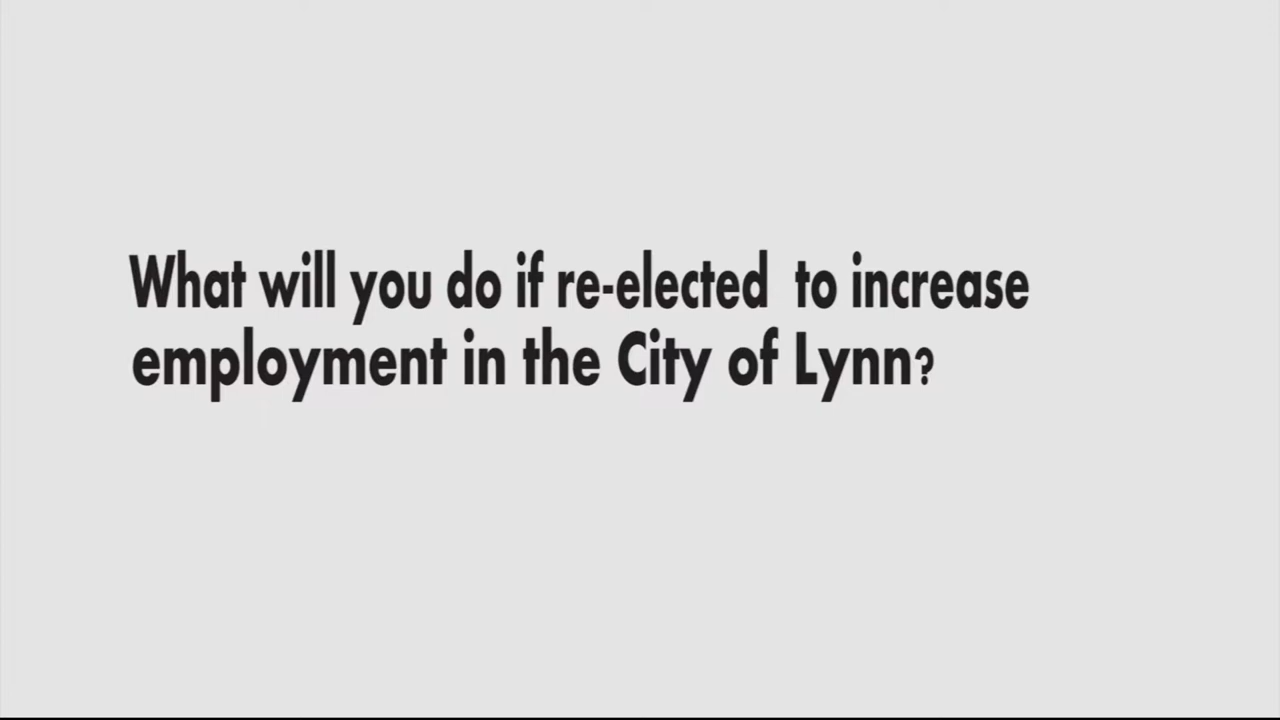 What will you do if re-elected to increase
employment in the City of Lynn?